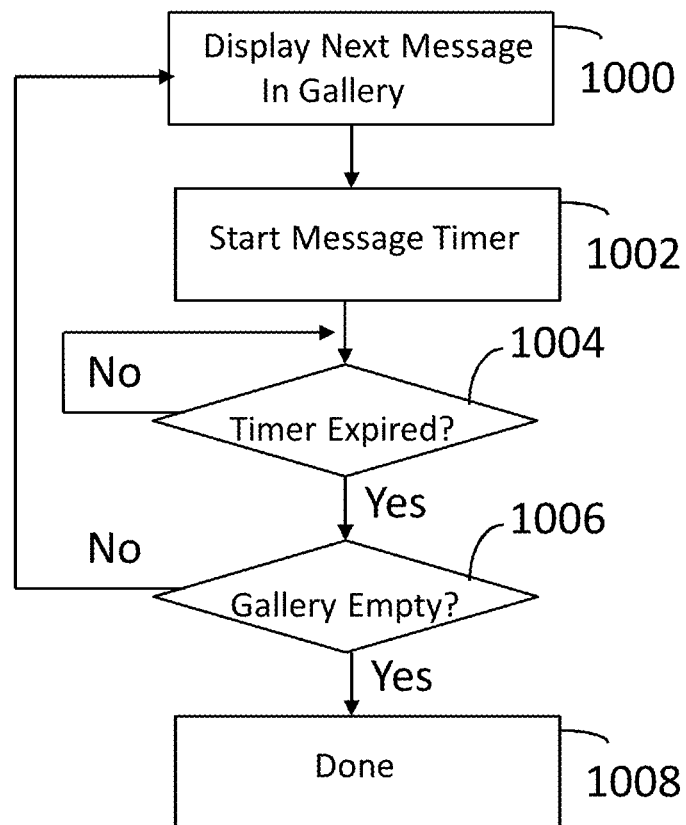 Display Next Message
In Gallery
1000
Start Message Timer
1002
1004
No
Timer Expired?
Yes
1006
No
Gallery Empty?
Yes
Done
1008